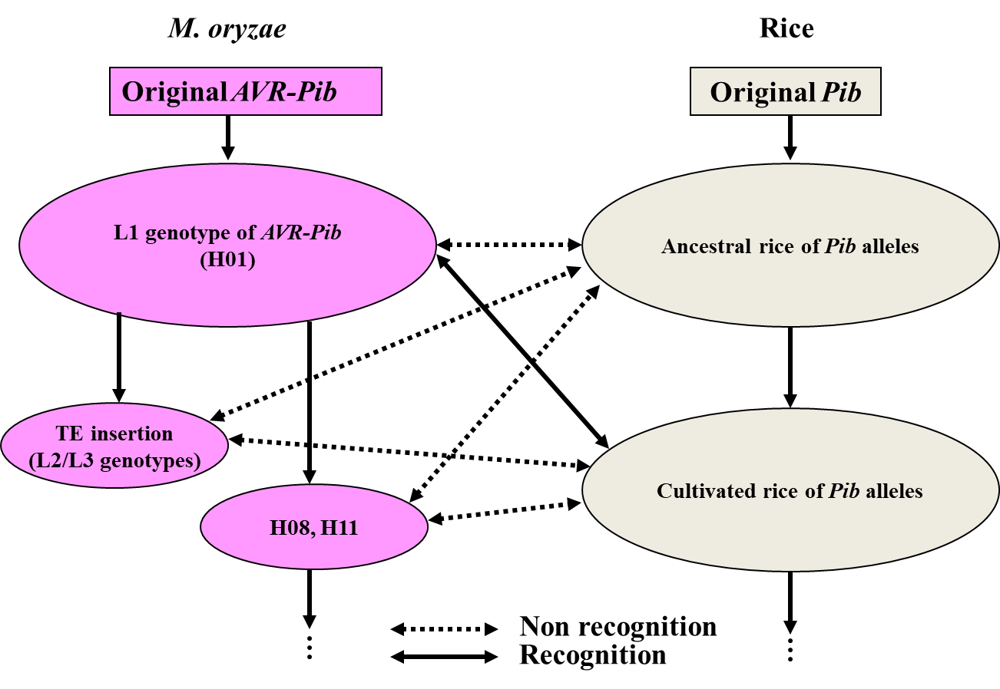 M. oryzae
Rice
Original AVR-Pib
Original Pib
L1 genotype of AVR-Pib
(H01)
Ancestral rice of Pib alleles
TE insertion
(L2/L3 genotypes)
Cultivated rice of Pib alleles
H08, H11
Non recognition
Recognition